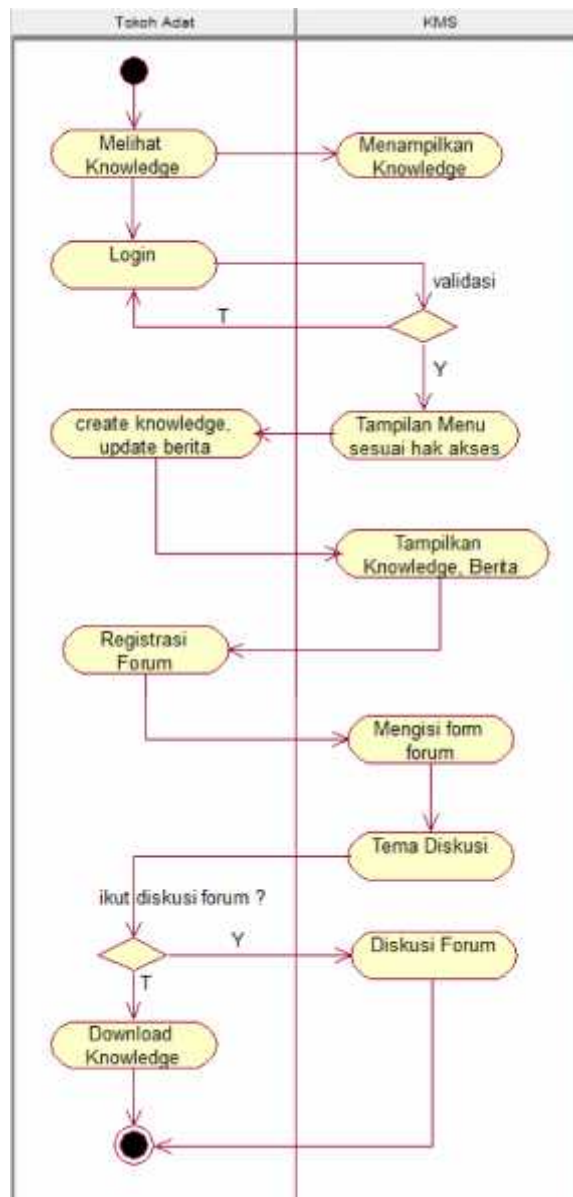 Tokoh Adat
KMS
Melihat
Knowledge
Menampilkan
Knowledge
Login
validasi
T
Y
create knowledge,
update berita
Tampilan Menu
sesuai hak akses
Tampilkan
Knowledge, Berita
Registrasi
Forum
Mengisi form
forum
Tema Diskusi
ikut diskusi forum ?
Y
Diskusi Forum
T
Download
Knowledge